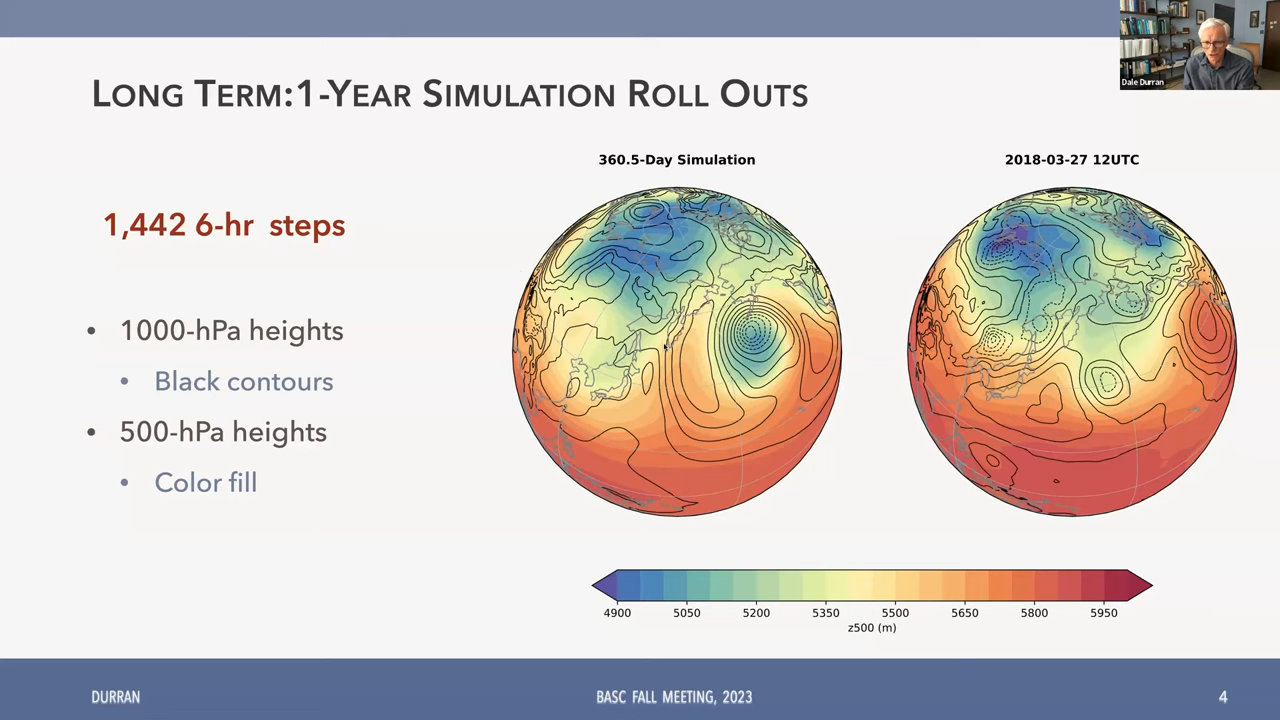 Dale Durran
LONG TERM:1-YEAR SIMULATION ROLL OUTS
1,442 6-hr steps
• 1000-hPa heights
• Black contours
• 500-hPa heights
• Color fill
360.5-Day Simulation
2018-03-27 12UTC
4900 5050 5200 5350 5500 5650 5800 5950
z500 (m)
DURRAN
BASC FALL MEETING, 2023
4